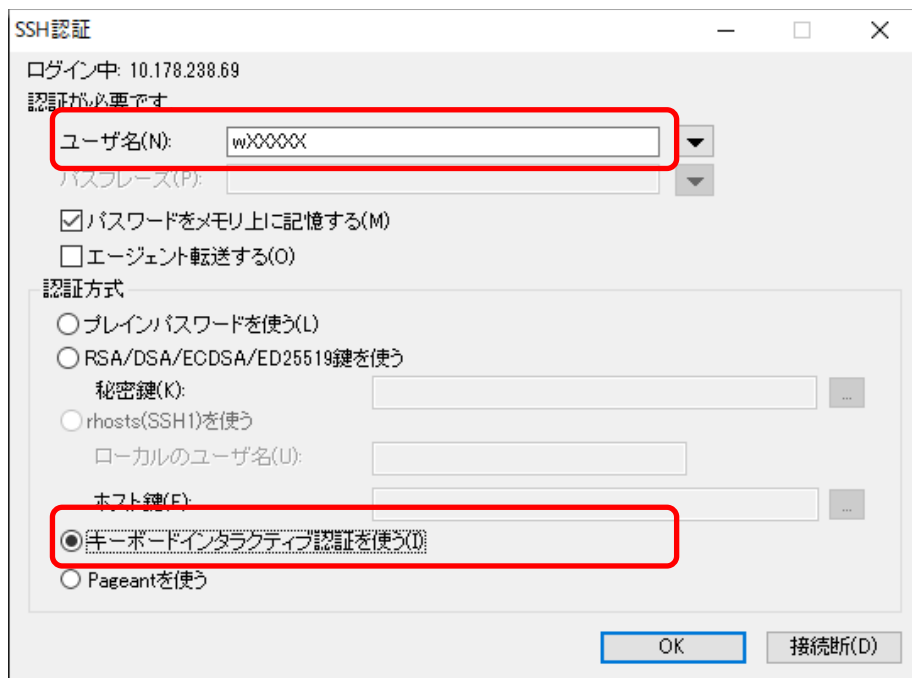 SSH認証
ログイン中: 10.178.238.69
認証が必要です
ユーザ名(N): wXXXXX
パスフレーズ(P):
パスワードをメモリ上に記憶する(M)
エージェント転送する(O)
認証方式
プレインパスワードを使う(L)
RSA/DSA/ECDSA/ED25519鍵を使う
秘密鍵(K): ...
rhosts(SSH1)を使う
ローカルのユーザ名(U):
ホスト鍵(F): ...
キーボードインタラクティブ認証を使う(I)
Pageantを使う
OK 接続断(D)